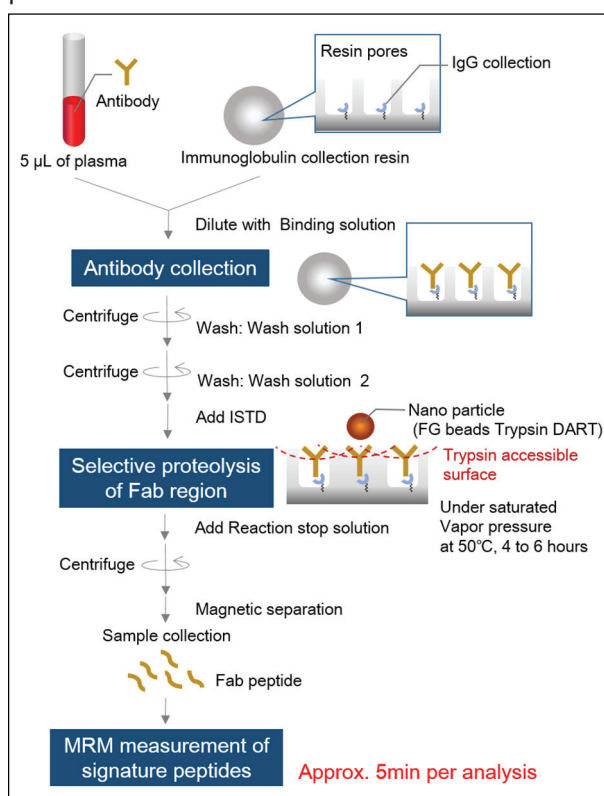 Resin pores
IgG collection
Antibody
5 µL of plasma
Immunoglobulin collection resin
Dilute with Binding solution
Antibody collection
Centrifuge
Wash: Wash solution 1
Centrifuge
Wash: Wash solution 2
Add ISTD
Nano particle
(FG beads Trypsin DART)
Selective proteolysis
of Fab region
Trypsin accessible
surface
Under saturated
Vapor pressure
at 50℃, 4 to 6 hours
Add Reaction stop solution
Centrifuge
Magnetic separation
Sample collection
Fab peptide
MRM measurement of
signature peptides
Approx. 5min per analysis